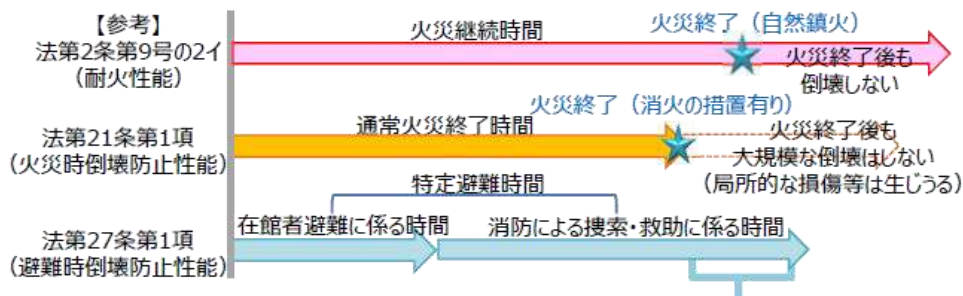 【参考】
法第2条第9号の2イ
（耐火性能）
火災継続時間
火災終了（自然鎮火）
火災終了後も
倒壊しない
法第21条第1項
（火災時倒壊防止性能）
通常火災終了時間
火災終了（消火の措置有り）
火災終了後も
大規模な倒壊はしない
（局所的な損傷等は生じうる）
法第27条第1項
（避難時倒壊防止性能）
特定避難時間
在館者避難に係る時間
消防による捜索・救助に係る時間